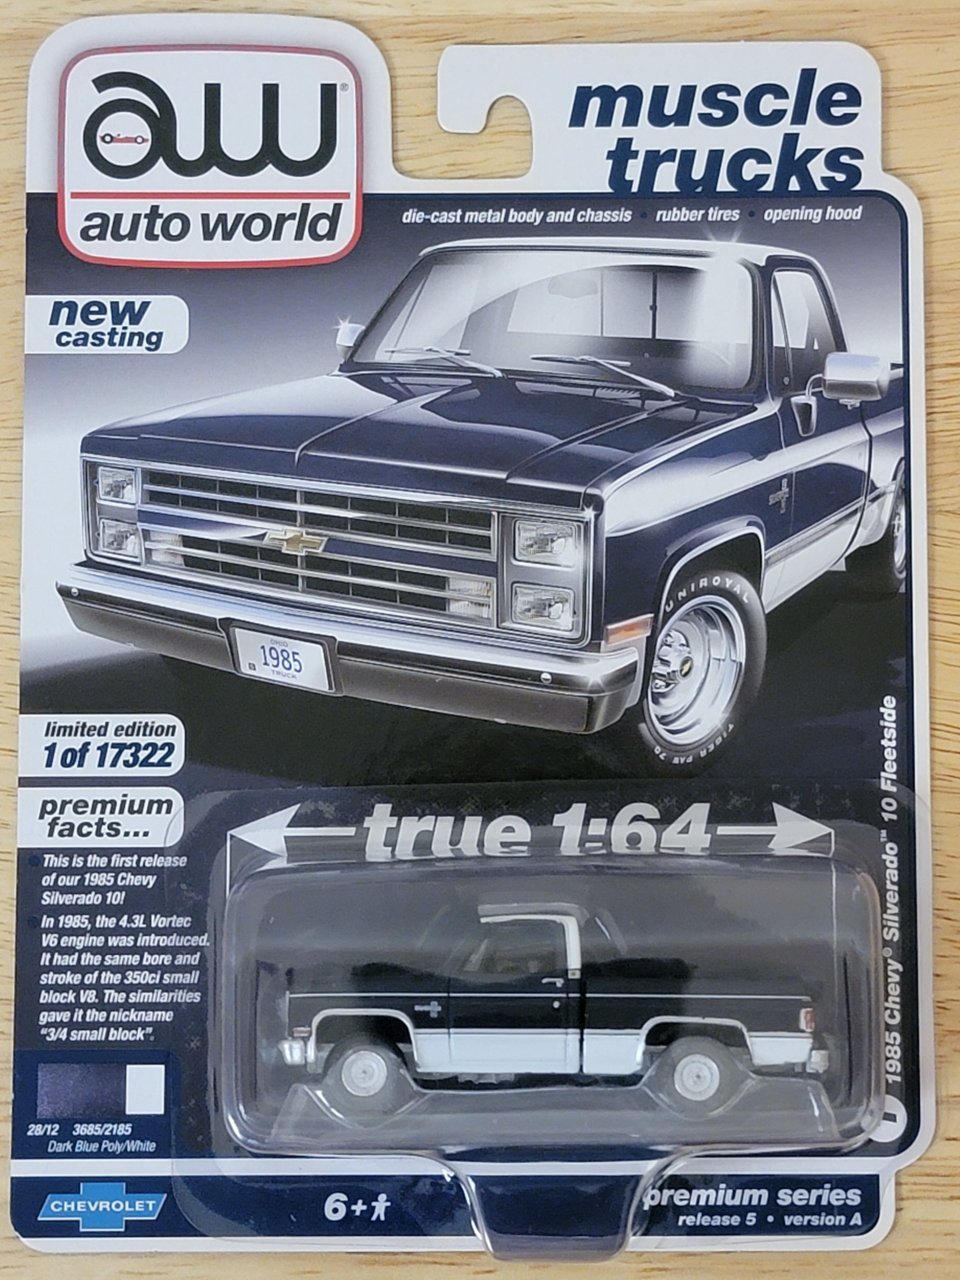 aw®
auto world
muscle
trucks
die-cast metal body and chassis • rubber tires • opening hood
new
casting
UNIROYAL
TIGER PAW 70
OHIO
1985
TRUCK
limited edition
1 of 17322
premium
facts...
• This is the first release
of our 1985 Chevy
Silverado 10!
• In 1985, the 4.3L Vortec
V6 engine was introduced.
It had the same bore and
stroke of the 350ci small
block V8. The similarities
gave it the nickname
"3/4 small block".
true 1:64
1985 Chevy® Silverado™ 10 Fleetside
28/12 3685/2185
Dark Blue Poly/White
CHEVROLET
6+
premium series
release 5 • version A